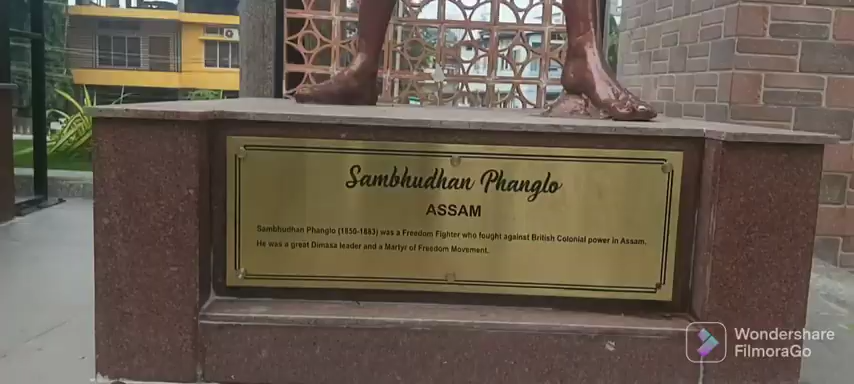 Sambhudhan Phanglo
ASSAM
Sambhudhan Phanglo (1850-1883) was a Freedom Fighter who fought against British Colonial power in Assam.
He was a great Dimasa leader and a Martyr of Freedom Movement.
Wondershare
FilmoraGo